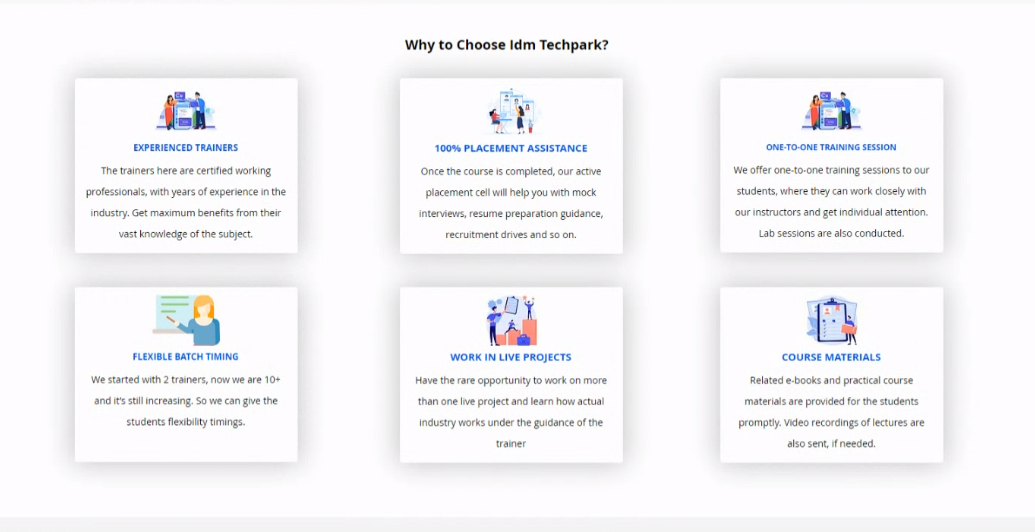 Why to Choose Idm Techpark?
EXPERIENCED TRAINERS
The trainers here are certified working
professionals, with years of experience in the
industry. Get maximum benefits from their
vast knowledge of the subject.
100% PLACEMENT ASSISTANCE
Once the course is completed, our active
placement cell will help you with mock
interviews, resume preparation guidance,
recruitment drives and so on.
ONE-TO-ONE TRAINING SESSION
We offer one-to-one training sessions to our
students, where they can work closely with
our instructors and get individual attention.
Lab sessions are also conducted.
FLEXIBLE BATCH TIMING
We started with 2 trainers, now we are 10+
and it's still increasing. So we can give the
students flexibility timings.
WORK IN LIVE PROJECTS
Have the rare opportunity to work on more
than one live project and learn how actual
industry works under the guidance of the
trainer
COURSE MATERIALS
Related e-books and practical course
materials are provided for the students
promptly. Video recordings of lectures are
also sent, if needed.